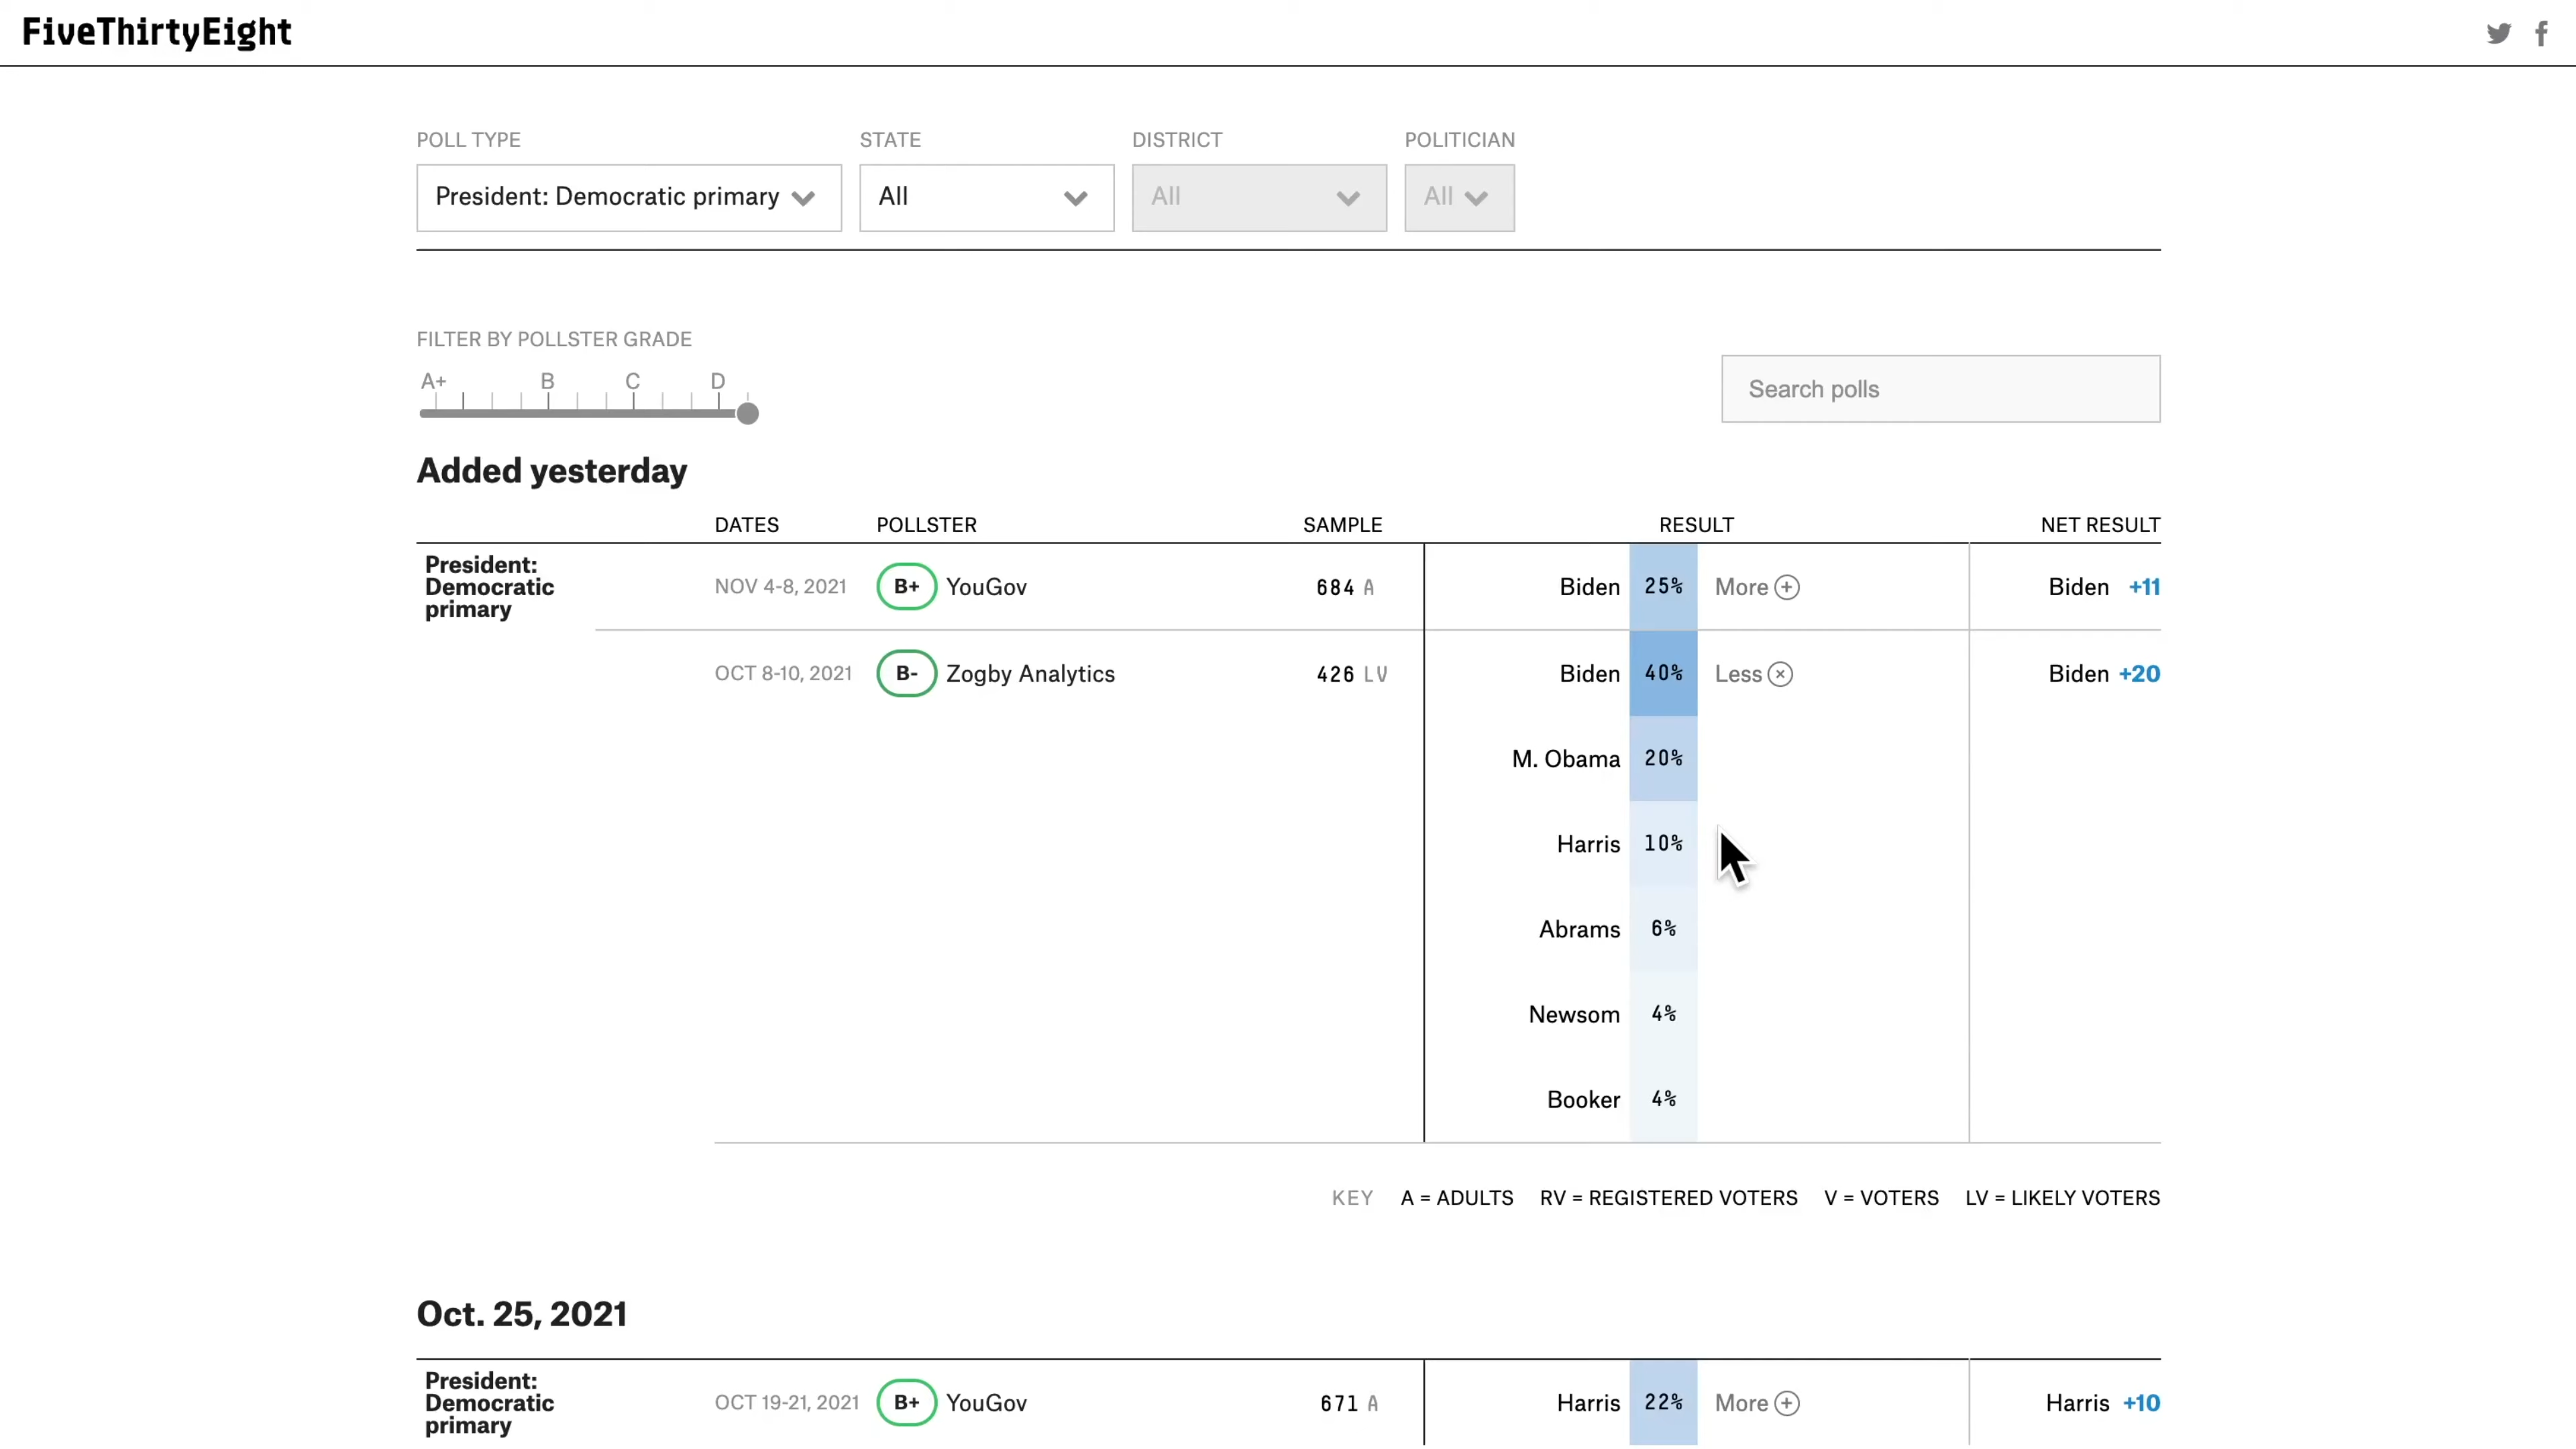 FiveThirtyEight
POLL TYPE STATE DISTRICT POLITICIAN
President: Democratic primary All All All
FILTER BY POLLSTER GRADE
A+ B C D
Search polls
Added yesterday
DATES POLLSTER SAMPLE RESULT NET RESULT
President:
Democratic
primary
NOV 4-8, 2021 B+ YouGov 684 A Biden 25% More Biden +11
OCT 8-10, 2021 B- Zogby Analytics 426 LV Biden 40% Less Biden +20
M. Obama 20%
Harris 10%
Abrams 6%
Newsom 4%
Booker 4%
KEY A = ADULTS RV = REGISTERED VOTERS V = VOTERS LV = LIKELY VOTERS
Oct. 25, 2021
President:
Democratic
primary
OCT 19-21, 2021 B+ YouGov 671 A Harris 22% More Harris +10